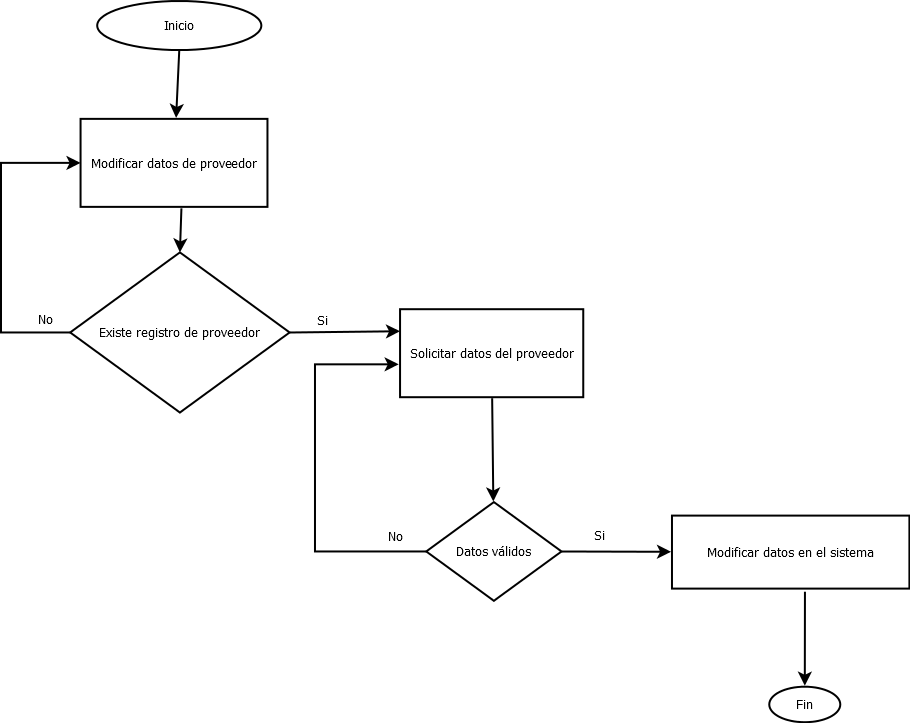 Inicio
Modificar datos de proveedor
No
Existe registro de proveedor
Si
Solicitar datos del proveedor
No
Datos válidos
Si
Modificar datos en el sistema
Fin